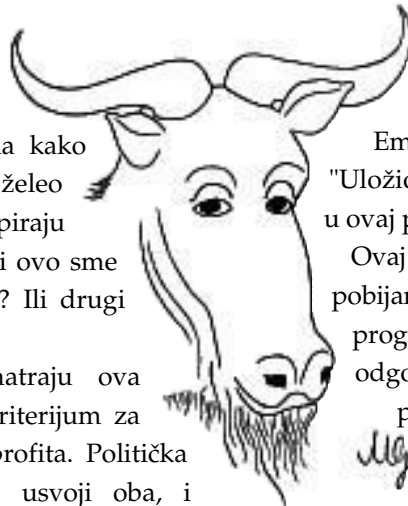 a kako
želeo
piraju
i ovo sme
? Ili drugi
matraju ova
riterijum za
profita. Politička
usvoji oba, i
Em
"Uložio
u ovaj p
Ovaj
pobijan
prog
odgo
p